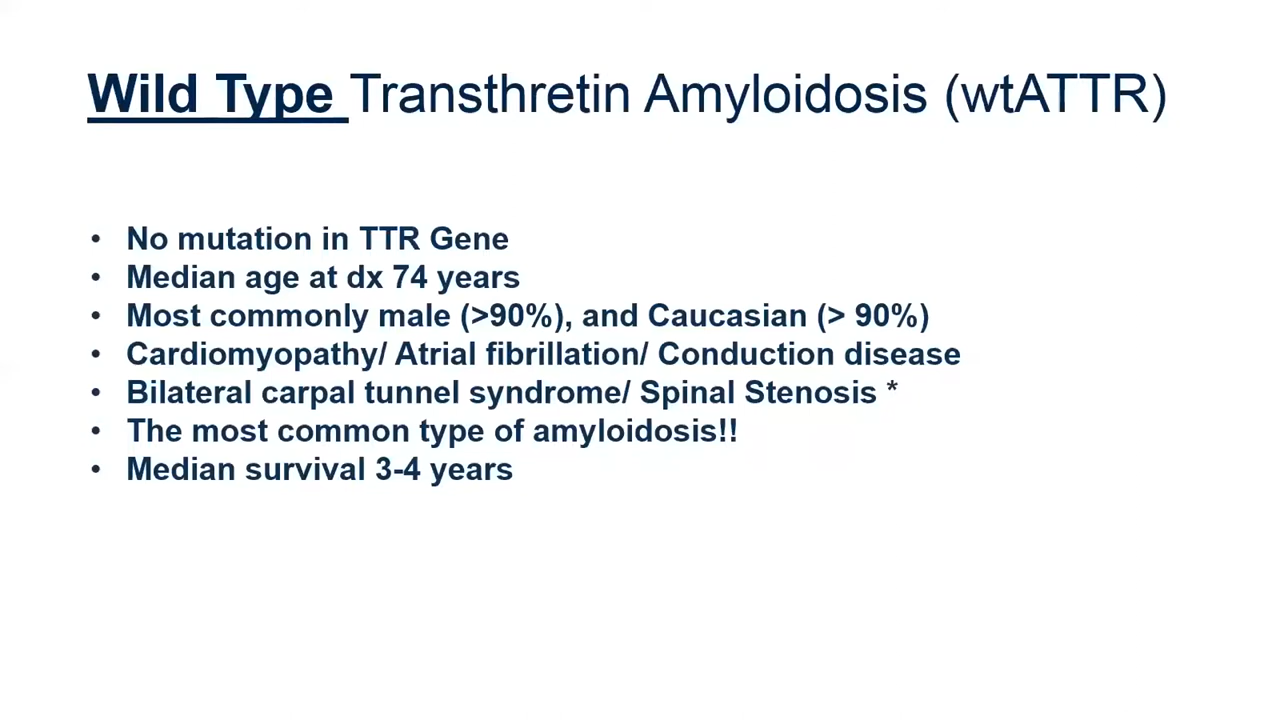 Wild Type Transthretin Amyloidosis (wtATTR)
• No mutation in TTR Gene
• Median age at dx 74 years
• Most commonly male (>90%), and Caucasian (> 90%)
• Cardiomyopathy/ Atrial fibrillation/ Conduction disease
• Bilateral carpal tunnel syndrome/ Spinal Stenosis *
• The most common type of amyloidosis!!
• Median survival 3-4 years